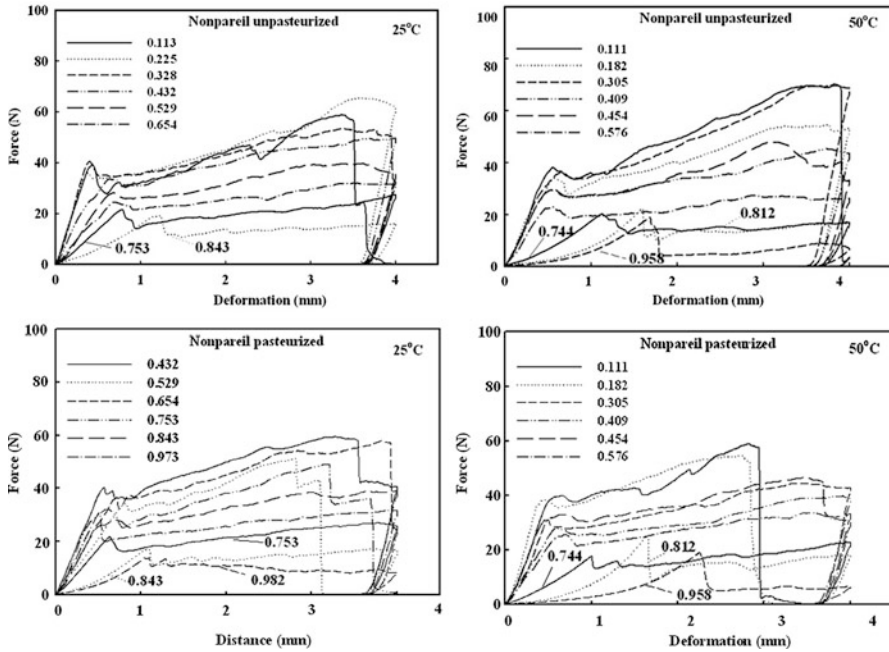 Nonpareil unpasteurized
25°C
0.113
0.225
0.328
0.432
0.529
0.654
0.753
0.843
100
80
60
40
20
0
Force (N)
0 1 2 3 4
Deformation (mm)
Nonpareil unpasteurized
50°C
0.111
0.182
0.305
0.409
0.454
0.576
0.744
0.812
0.958
100
80
60
40
20
0
Force (N)
0 1 2 3 4
Deformation (mm)
Nonpareil pasteurized
25°C
0.432
0.529
0.654
0.753
0.843
0.973
0.753
0.843
0.982
100
80
60
40
20
0
Force (N)
0 1 2 3 4
Distance (mm)
Nonpareil pasteurized
50°C
0.111
0.182
0.305
0.409
0.454
0.576
0.744
0.812
0.958
100
80
60
40
20
0
Force (N)
0 1 2 3 4
Deformation (mm)